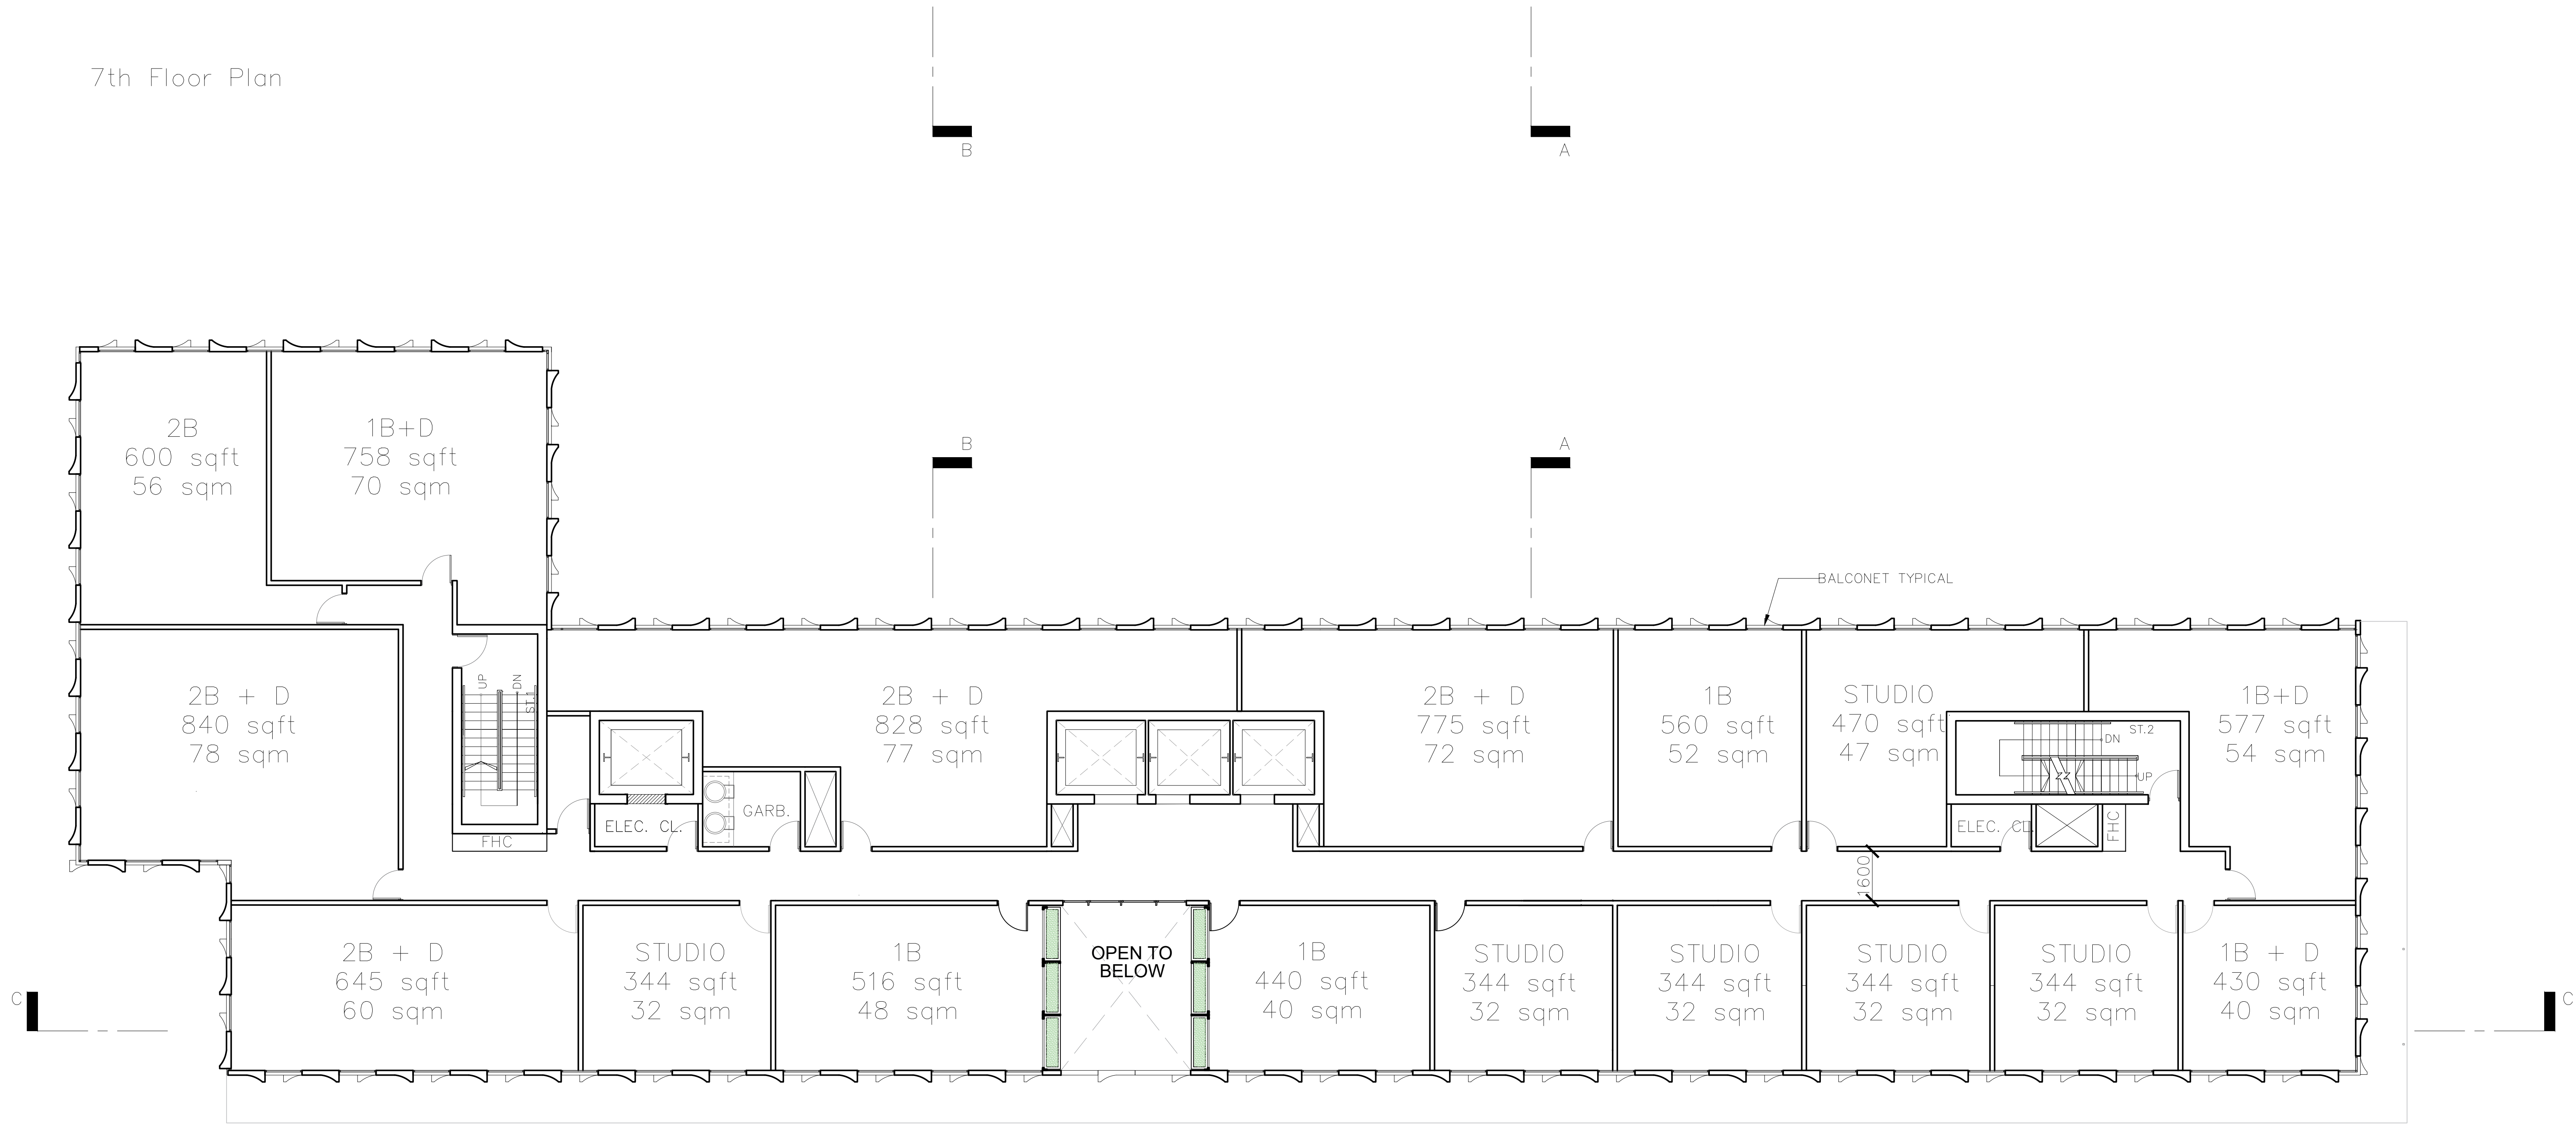 7th Floor Plan
B
A
B
A
2B
600 sqft
56 sqm
1B+D
758 sqft
70 sqm
BALCONET TYPICAL
2B + D
840 sqft
78 sqm
UP
DN
ST.1
FHC
ELEC. CL.
GARB.
2B + D
828 sqft
77 sqm
2B + D
775 sqft
72 sqm
1B
560 sqft
52 sqm
STUDIO
470 sqft
47 sqm
ST.2
DN
UP
ELEC. CL.
FHC
1B+D
577 sqft
54 sqm
1600
2B + D
645 sqft
60 sqm
STUDIO
344 sqft
32 sqm
1B
516 sqft
48 sqm
OPEN TO
BELOW
1B
440 sqft
40 sqm
STUDIO
344 sqft
32 sqm
STUDIO
344 sqft
32 sqm
STUDIO
344 sqft
32 sqm
STUDIO
344 sqft
32 sqm
1B + D
430 sqft
40 sqm
C
C